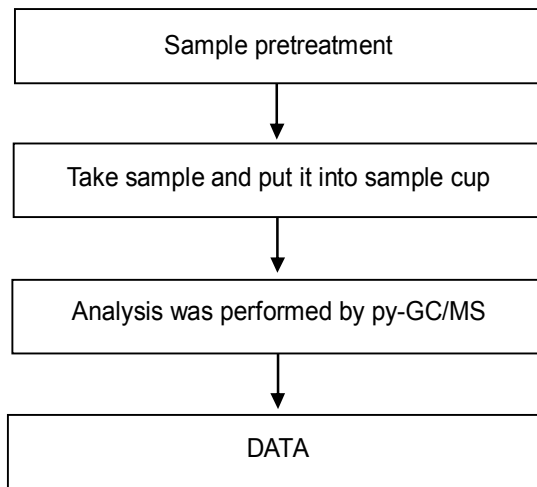 Sample pretreatment
Take sample and put it into sample cup
Analysis was performed by py-GC/MS
DATA